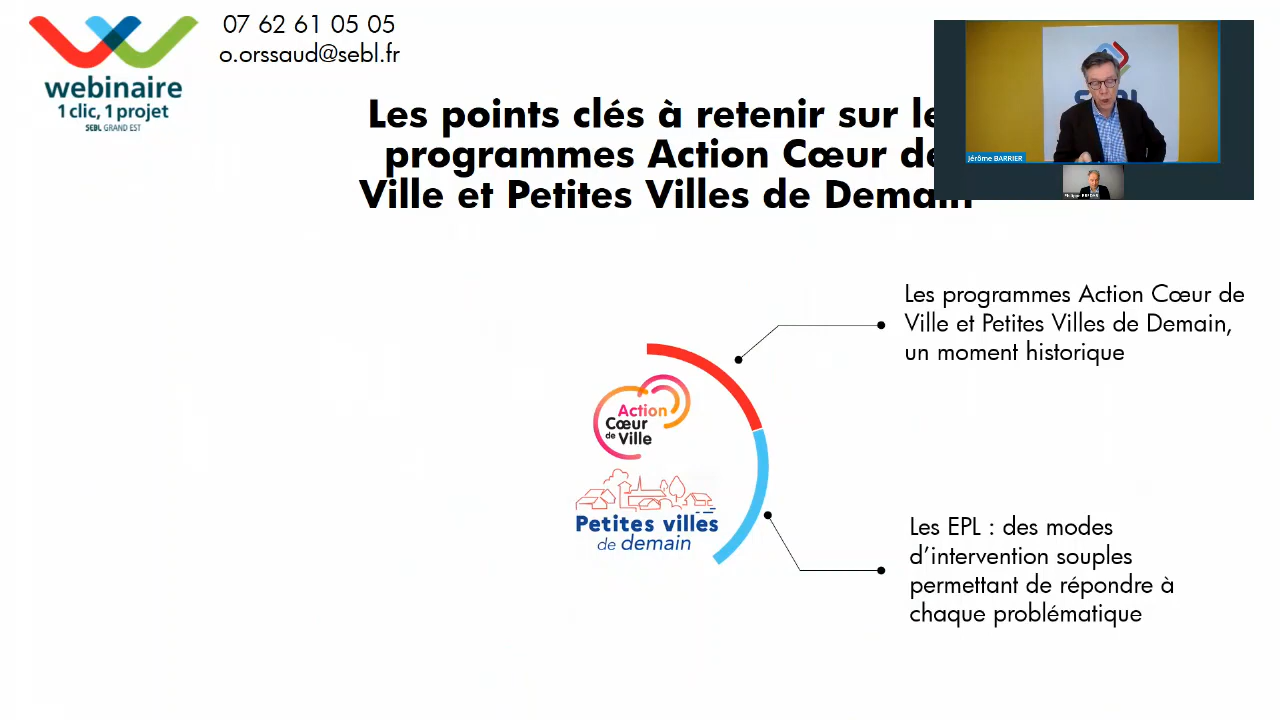 07 62 61 05 05
o.orssaud@sebl.fr
webinaire
1 clic, 1 projet
SEBL GRAND EST
Les points clés à retenir sur le
programmes Action Cœur de
Ville et Petites Villes de Demain
Jérôme BARRIER
Les programmes Action Cœur de
Ville et Petites Villes de Demain,
un moment historique
Action
Cœur
de Ville
Petites villes
de demain
Les EPL : des modes
d'intervention souples
permettant de répondre à
chaque problématique